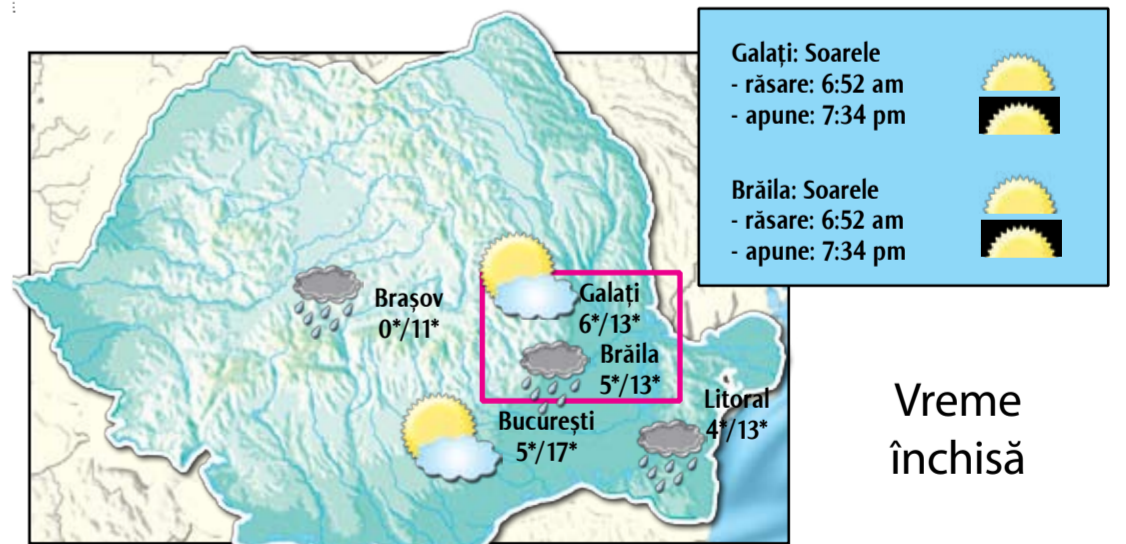 Galați: Soarele
- răsare: 6:52 am
- apune: 7:34 pm
Brăila: Soarele
- răsare: 6:52 am
- apune: 7:34 pm
Brașov
0*/11*
Galați
6*/13*
Brăila
5*/13*
București
5*/17*
Litoral
4*/13*
Vreme
închisă